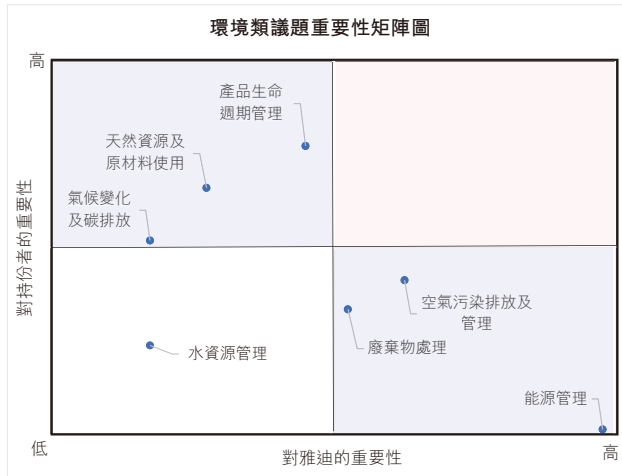 環境類議題重要性矩陣圖
高
產品生命
週期管理
天然資源及
原材料使用
氣候變化
及碳排放
對持份者的重要性
空氣污染排放及
管理
廢棄物處理
水資源管理
能源管理
低
對雅迪的重要性
高